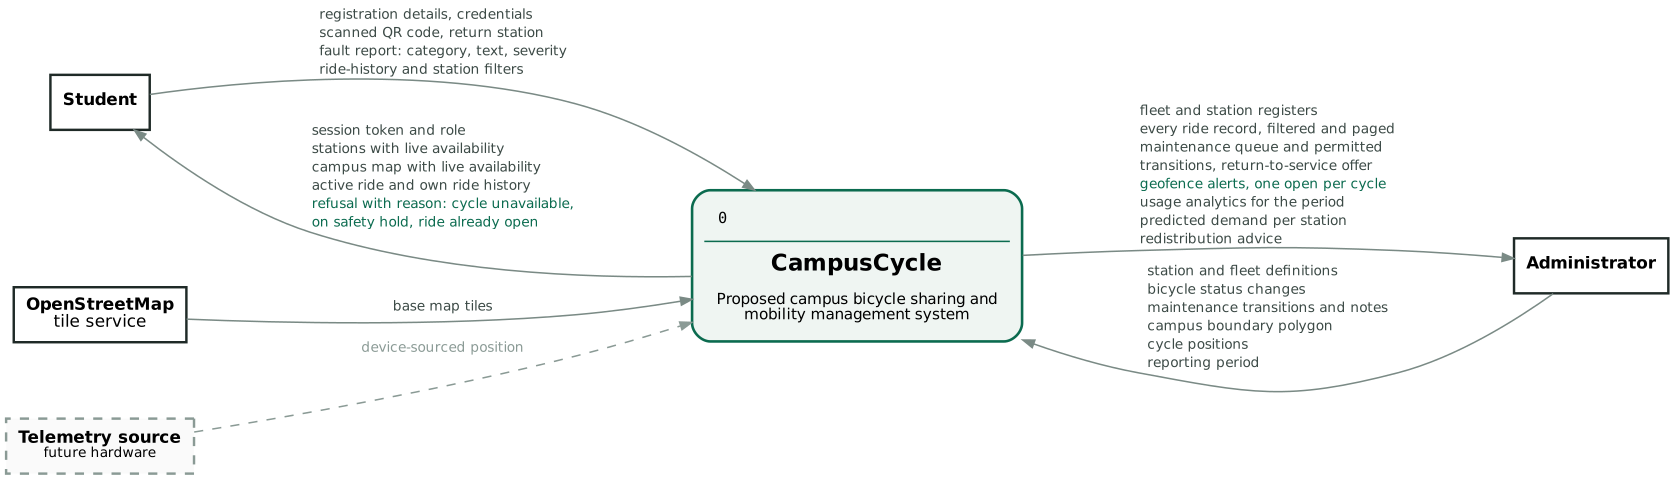 registration details, credentials
scanned QR code, return station
fault report: category, text, severity
ride-history and station filters
Student
session token and role
stations with live availability
campus map with live availability
active ride and own ride history
refusal with reason: cycle unavailable,
on safety hold, ride already open
OpenStreetMap
tile service
base map tiles
device-sourced position
Telemetry source
future hardware
0
CampusCycle
Proposed campus bicycle sharing and
mobility management system
fleet and station registers
every ride record, filtered and paged
maintenance queue and permitted
transitions, return-to-service offer
geofence alerts, one open per cycle
usage analytics for the period
predicted demand per station
redistribution advice
Administrator
station and fleet definitions
bicycle status changes
maintenance transitions and notes
campus boundary polygon
cycle positions
reporting period